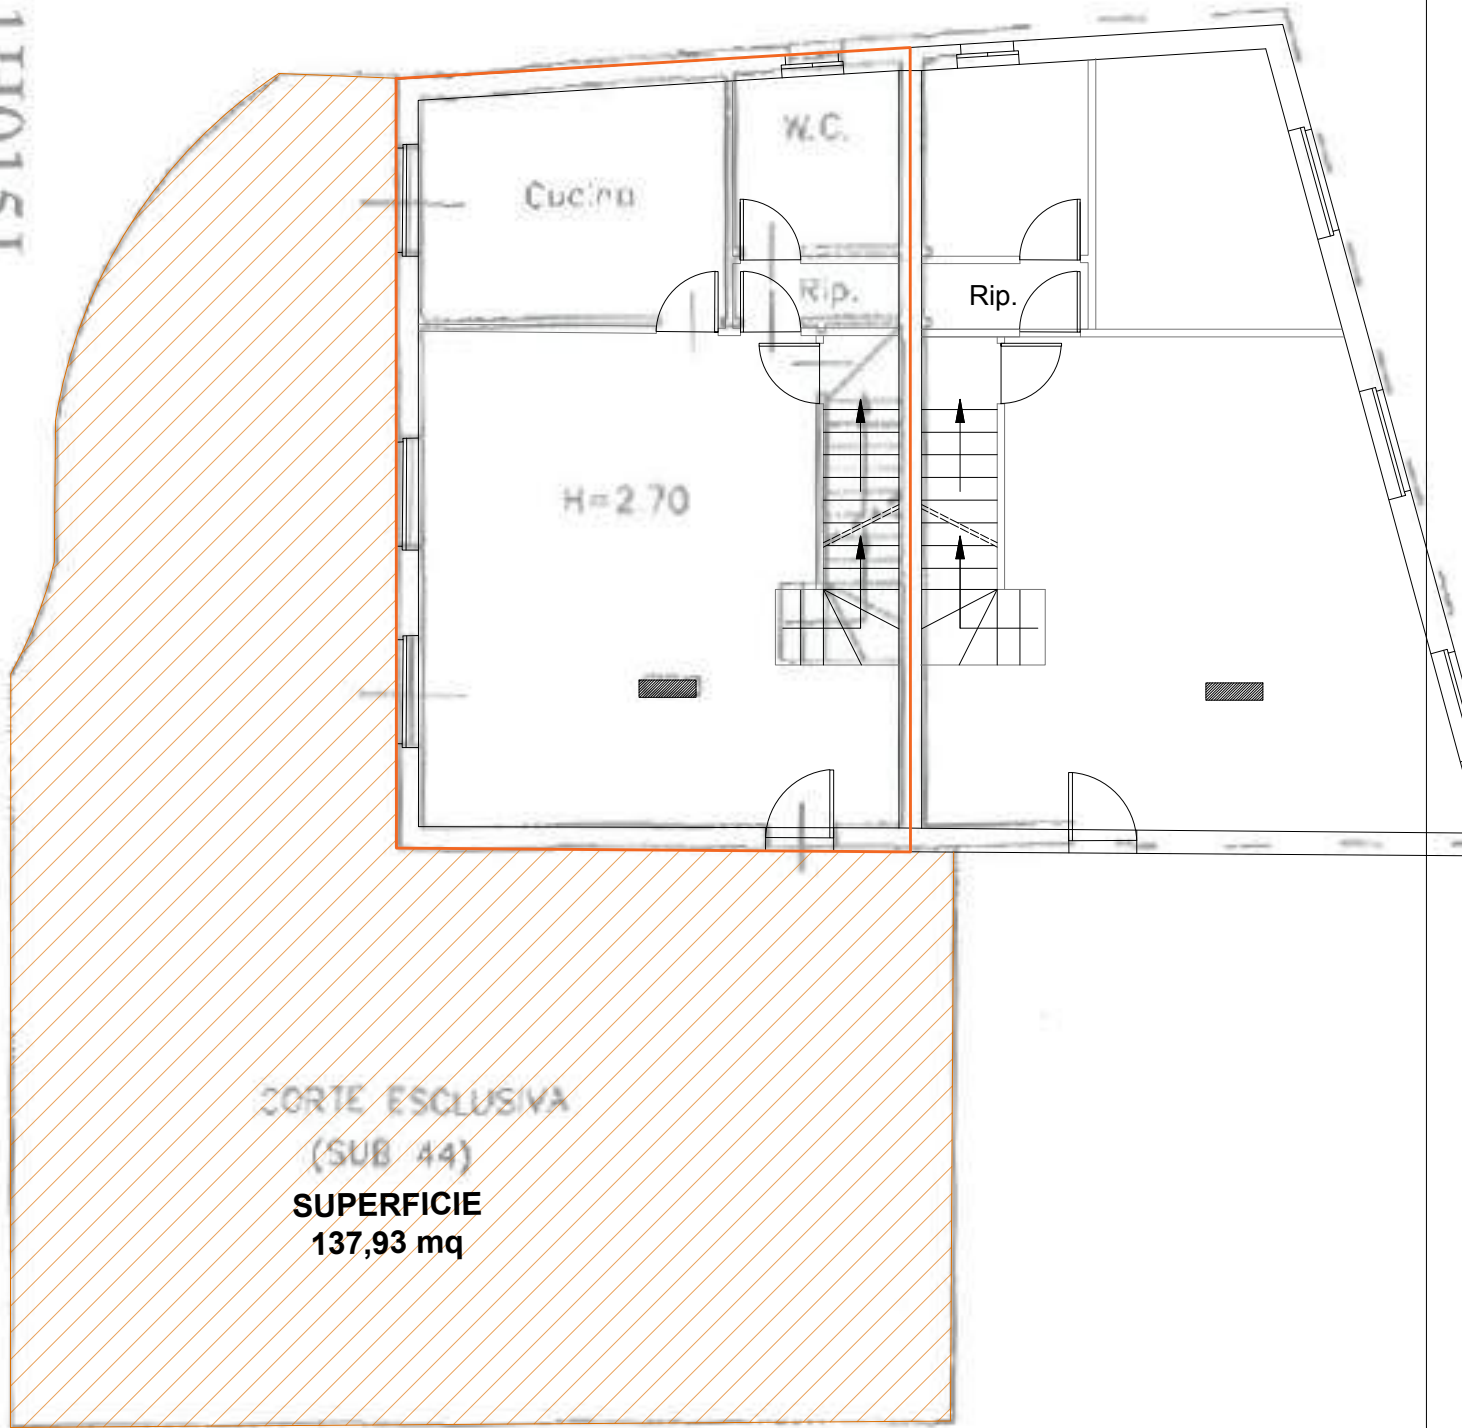 W.C.
Cucina
Rip.
Rip.
H=2.70
CORTE ESCLUSIVA
(SUB 44)
SUPERFICIE
137,93 mq